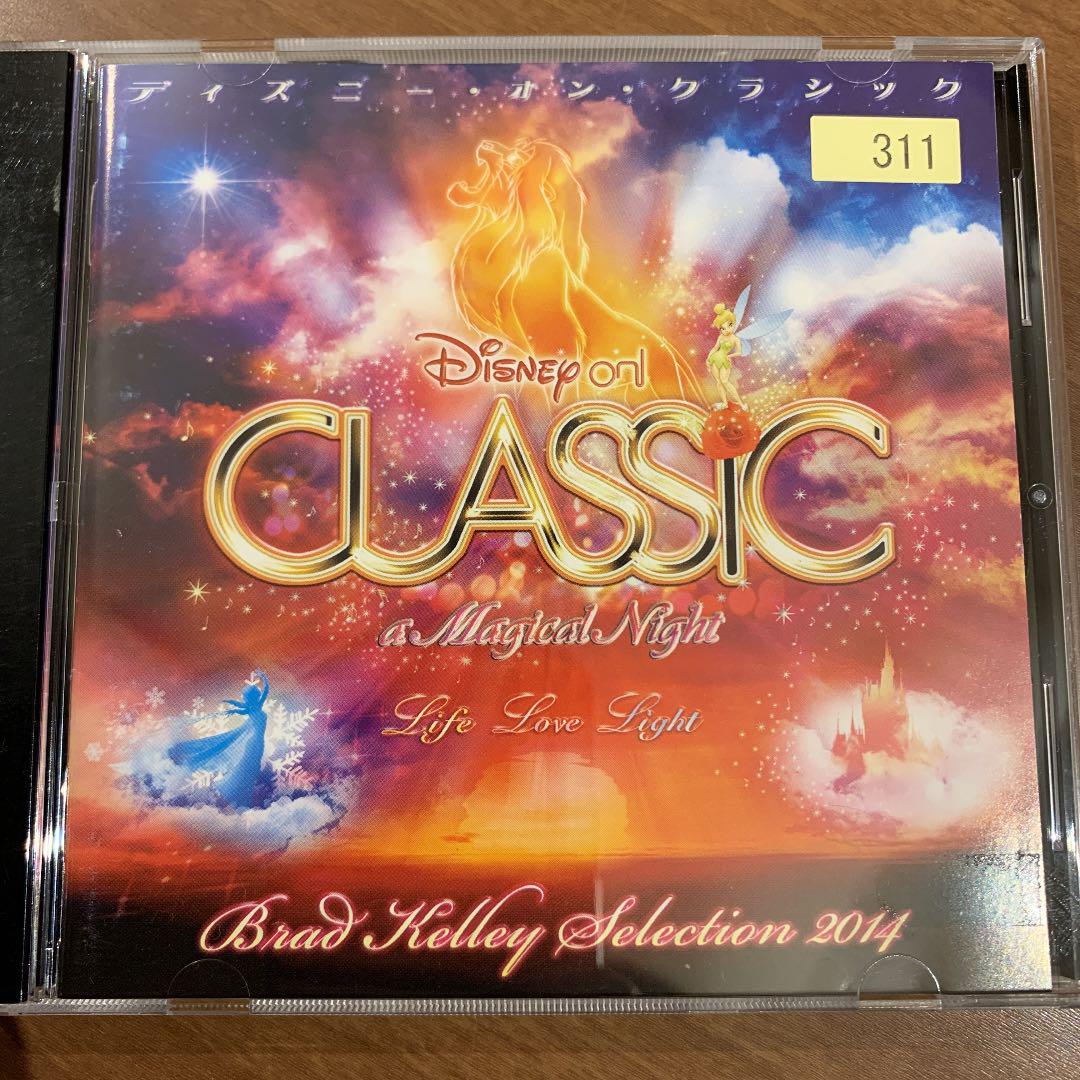 ディズニー・オン・クラシック
311
Disney on
CLASSIC
a Magical Night
Life Love Light
Brad Kelley Selection 2014